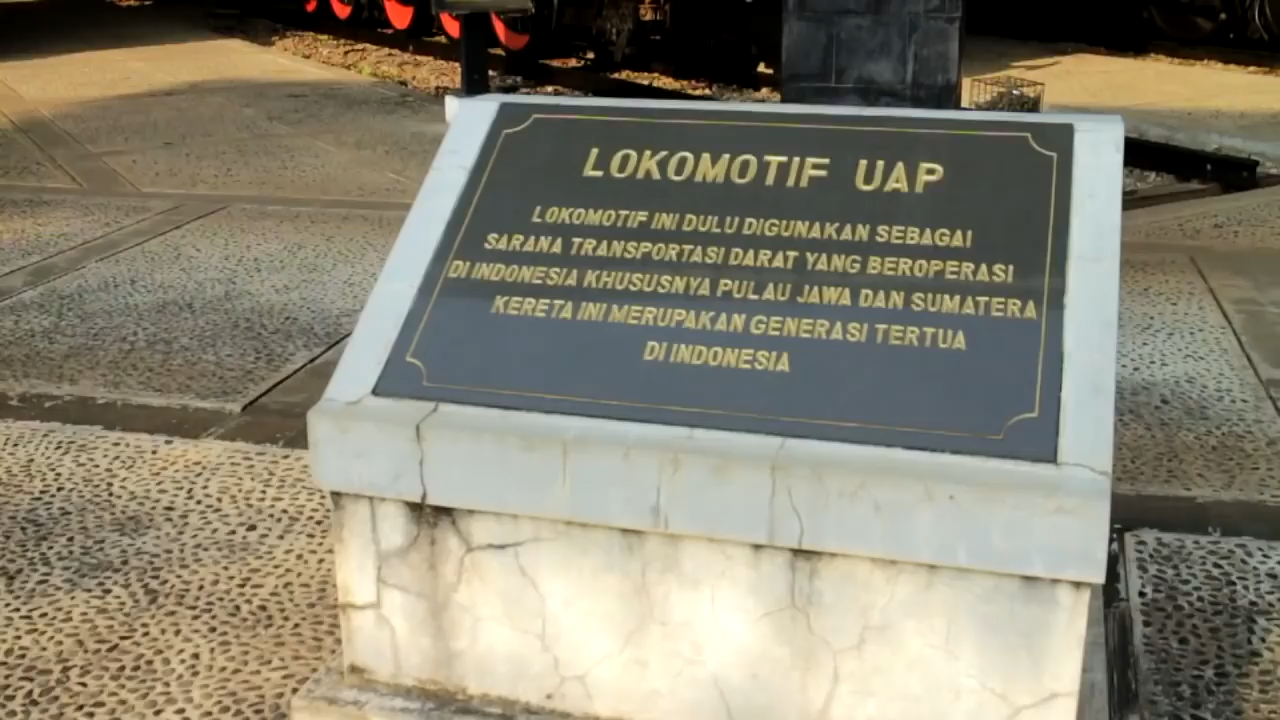 LOKOMOTIF UAP
LOKOMOTIF INI DULU DIGUNAKAN SEBAGAI
SARANA TRANSPORTASI DARAT YANG BEROPERASI
DI INDONESIA KHUSUSNYA PULAU JAWA DAN SUMATERA
KERETA INI MERUPAKAN GENERASI TERTUA
DI INDONESIA